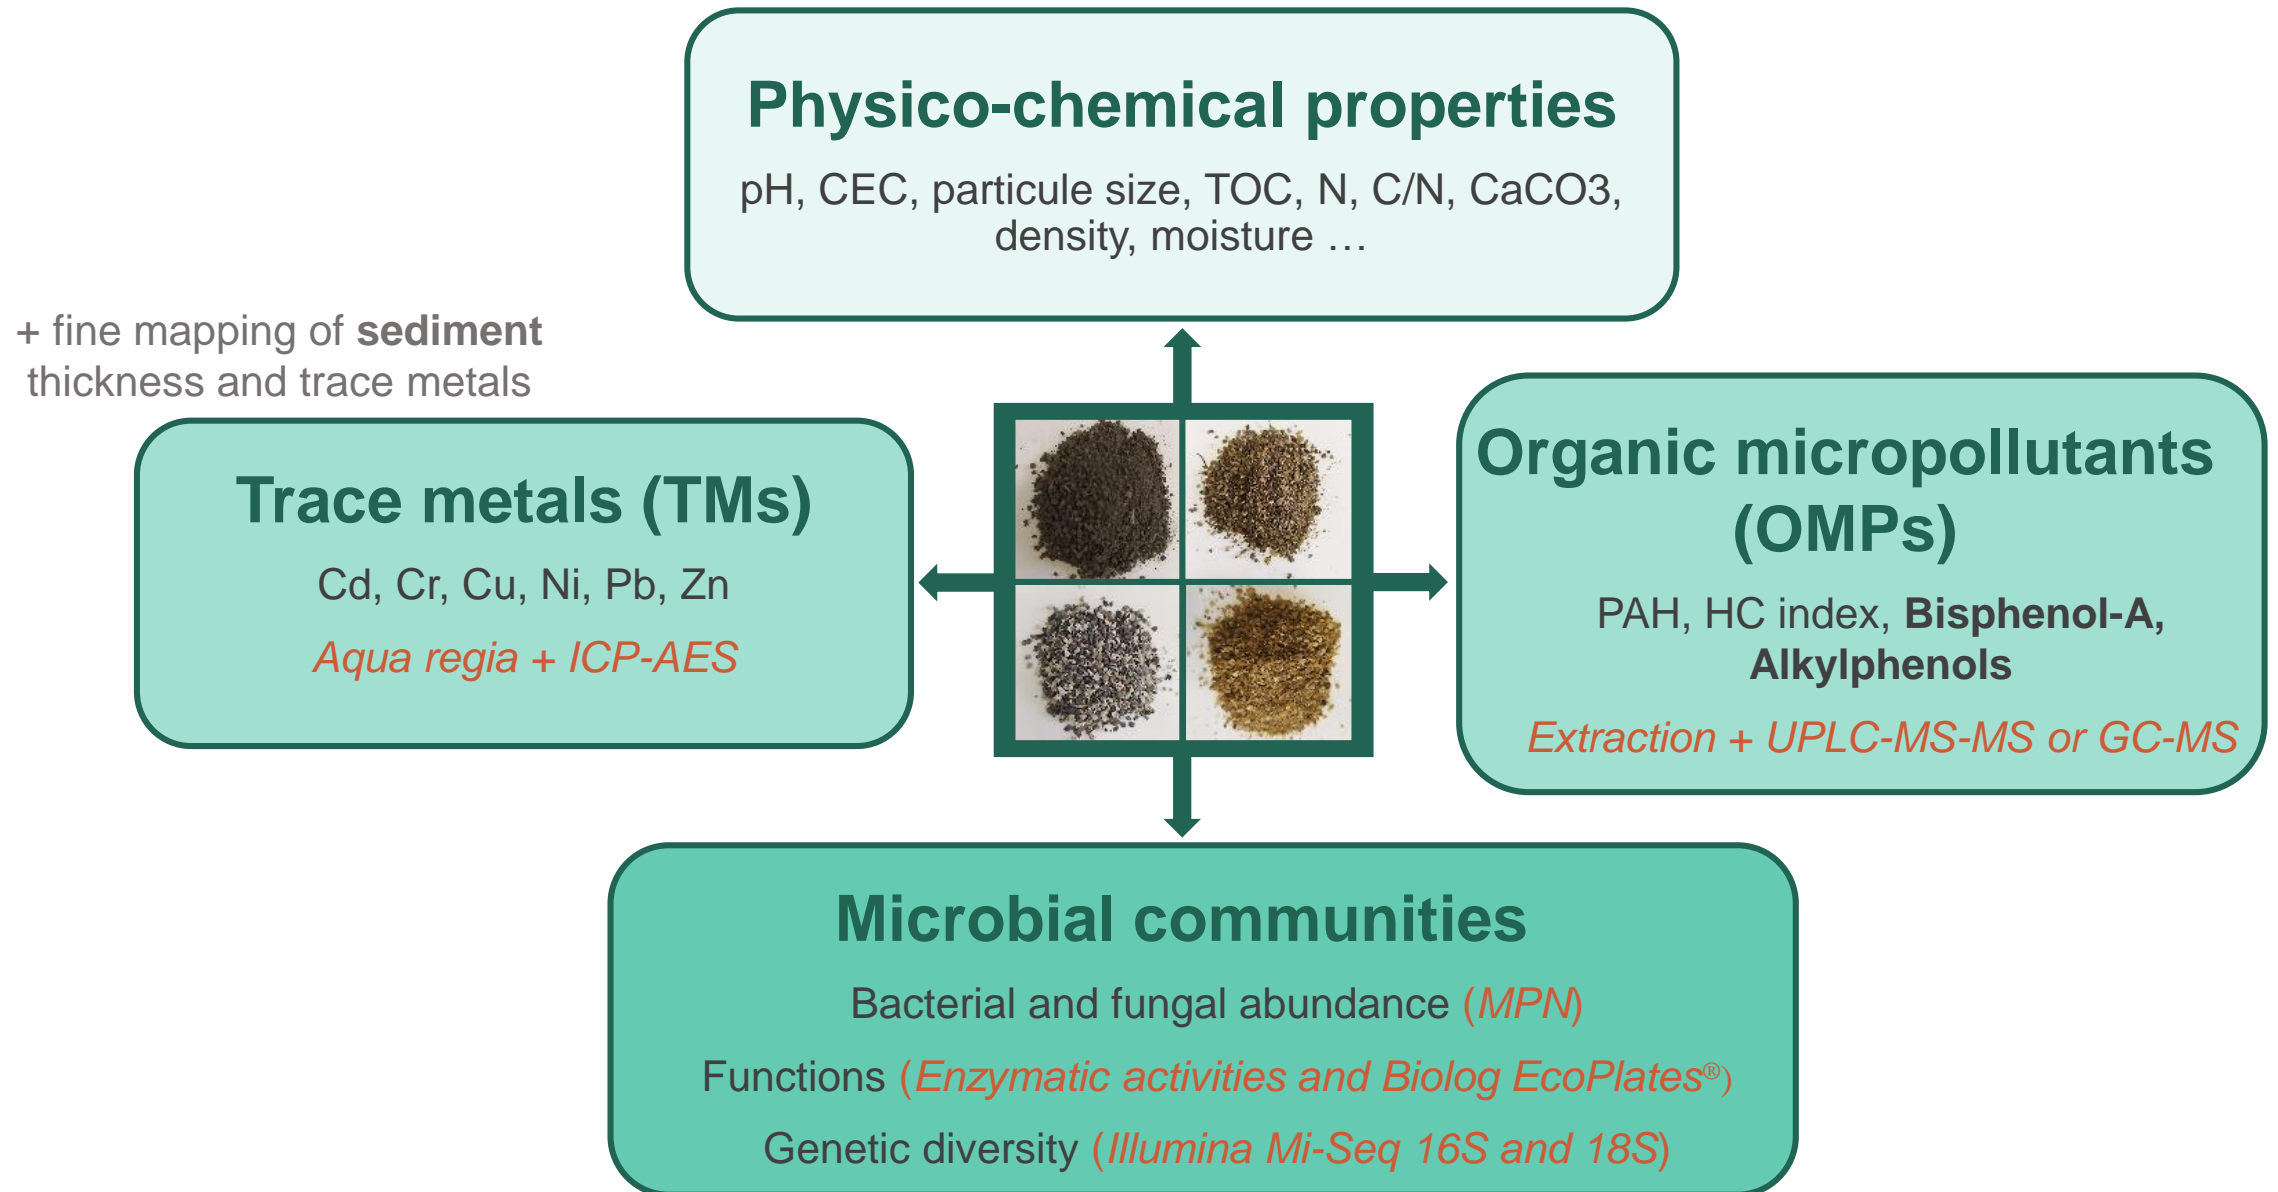 Physico-chemical properties
pH, CEC, particule size, TOC, N, C/N, CaCO3,
density, moisture …
+ fine mapping of sediment
thickness and trace metals
Trace metals (TMs)
Cd, Cr, Cu, Ni, Pb, Zn
Aqua regia + ICP-AES
Organic micropollutants
(OMPs)
PAH, HC index, Bisphenol-A,
Alkylphenols
Extraction + UPLC-MS-MS or GC-MS
Microbial communities
Bacterial and fungal abundance (MPN)
Functions (Enzymatic activities and Biolog EcoPlates®)
Genetic diversity (Illumina Mi-Seq 16S and 18S)